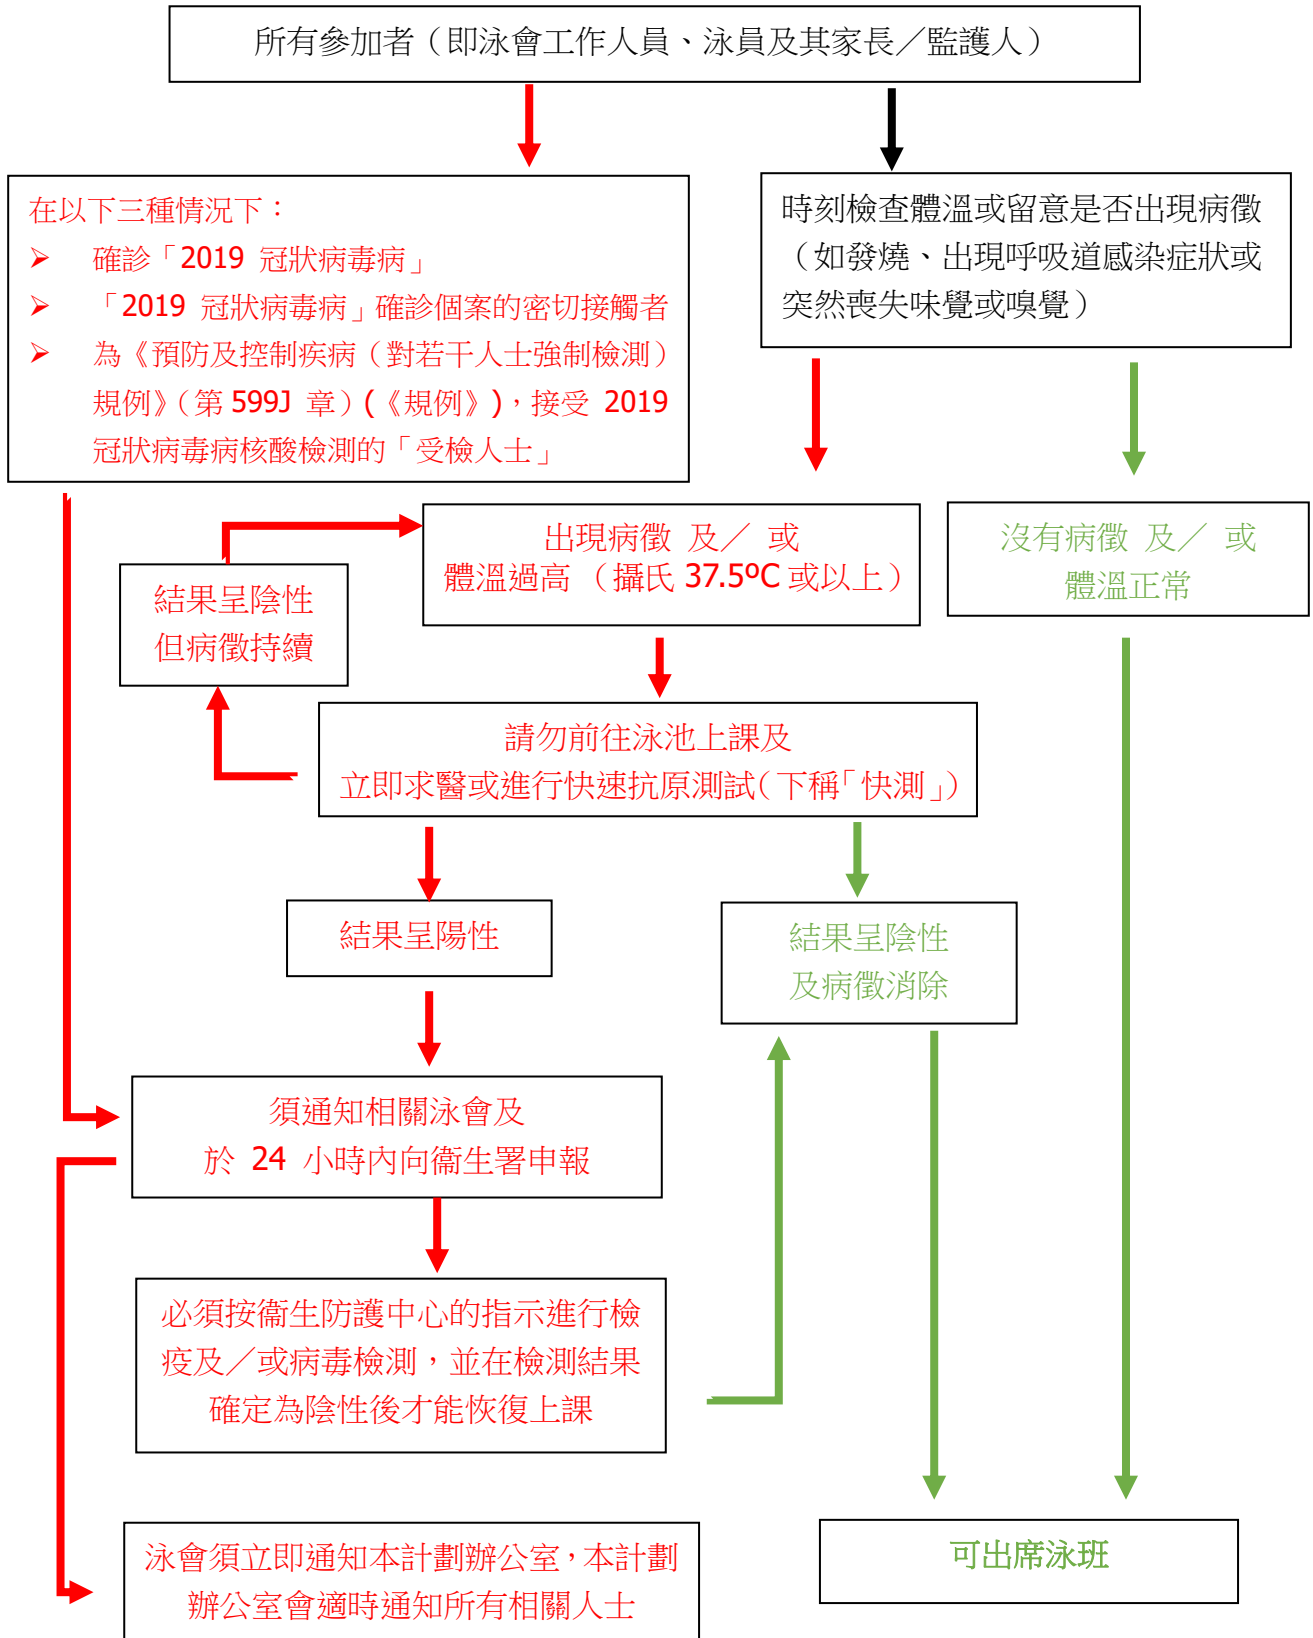 所有參加者（即泳會工作人員、泳員及其家長／監護人）
在以下三種情況下：
➢ 確診「2019 冠狀病毒病」
➢ 「2019 冠狀病毒病」確診個案的密切接觸者
➢ 為《預防及控制疾病（對若干人士強制檢測）
規例》（第 599J 章）(《規例》)，接受 2019
冠狀病毒病核酸檢測的「受檢人士」
時刻檢查體溫或留意是否出現病徵
（如發燒、出現呼吸道感染症狀或
突然喪失味覺或嗅覺）
出現病徵 及／ 或
體溫過高 （攝氏 37.5ºC 或以上）
沒有病徵 及／ 或
體溫正常
結果呈陰性
但病徵持續
請勿前往泳池上課及
立即求醫或進行快速抗原測試（下稱「快測」）
結果呈陽性
結果呈陰性
及病徵消除
須通知相關泳會及
於 24 小時內向衞生署申報
必須按衞生防護中心的指示進行檢
疫及／或病毒檢測，並在檢測結果
確定為陰性後才能恢復上課
泳會須立即通知本計劃辦公室，本計劃
辦公室會適時通知所有相關人士
可出席泳班